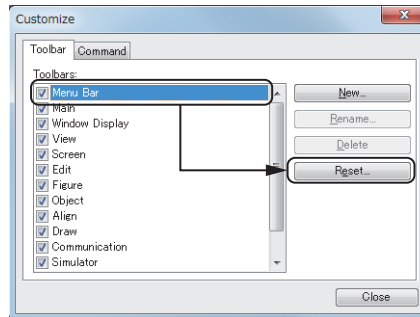 Customize
Toolbar Command
Toolbars:
Menu Bar
Main
Window Display
View
Screen
Edit
Figure
Object
Align
Draw
Communication
Simulator
New...
Rename...
Delete
Reset...
Close